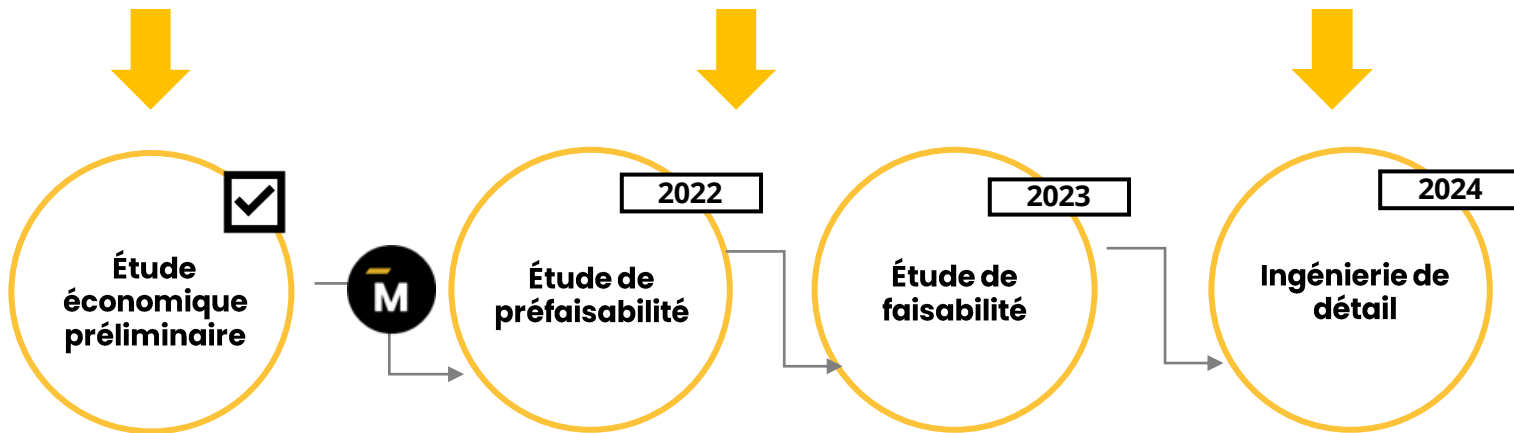 Étude
économique
préliminaire
M
2022
Étude de
préfaisabilité
2023
Étude de
faisabilité
2024
Ingénierie de
détail